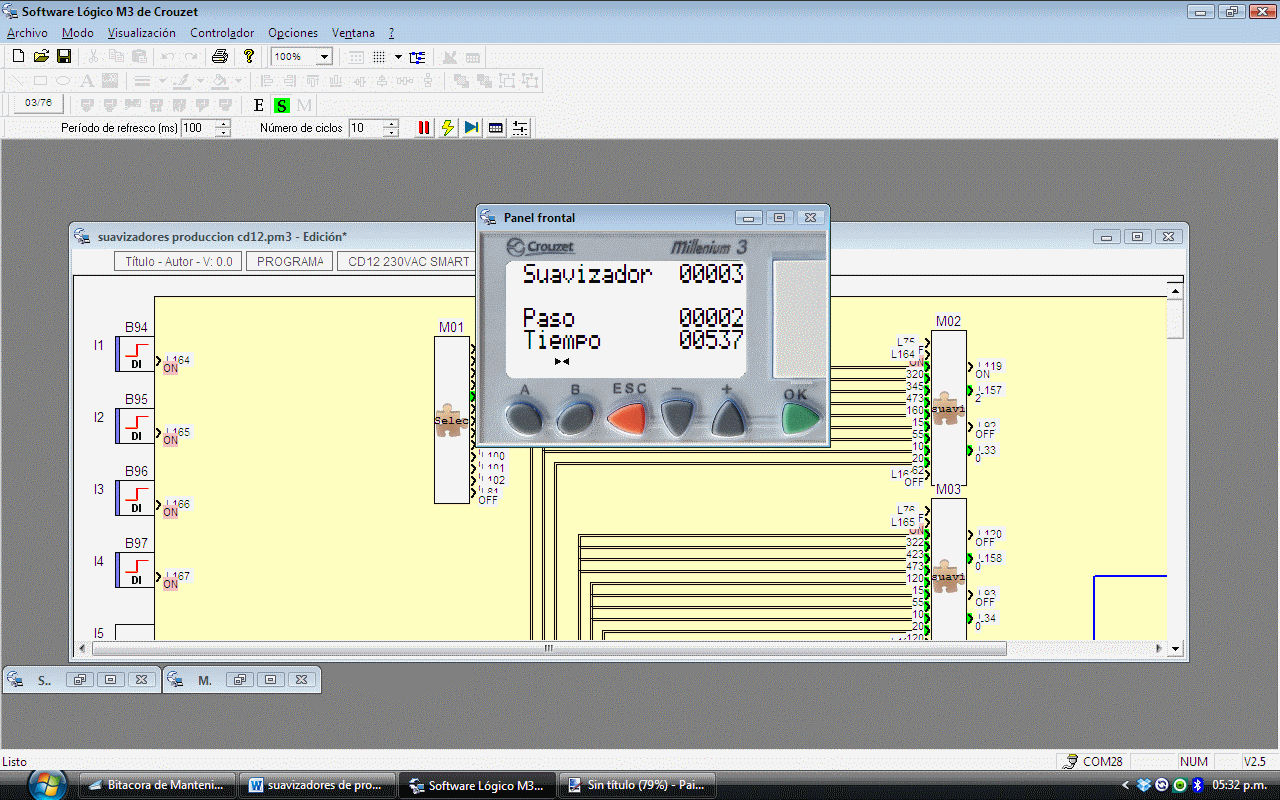 Software Lógico M3 de Crouzet
Archivo Modo Visualización Controlador Opciones Ventana ?
100%
03/76 E S M
Período de refresco (ms) 100 Número de ciclos 10
Panel frontal
suavizadores produccion cd12.pm3 - Edición*
Título - Autor - V: 0.0 PROGRAMA CD12 230VAC SMART
Crouzet Millenium 3
Suavizador 00003
Paso 00002
Tiempo 00537
A B ESC − + OK
I1 B94 DI L164 ON
I2 B95 DI L165 ON
I3 B96 DI L166 ON
I4 B97 DI L167 ON
I5
M01
Selec
L100
L101
L102
L81
OFF
M02
L75
L164
ON
320
345
473
160
15
55
10
20
OFF
suavi
L119
ON
L157
2
L92
OFF
L33
0
M03
L76
L165
ON
322
423
473
120
15
55
10
20
120
suavi
L120
OFF
L158
0
L93
OFF
L34
0
S.. M.
Listo COM28 NUM V2.5
Bitacora de Manteni... suavizadores de pro... Software Lógico M3... Sin título (79%) - Pai... 05:32 p.m.